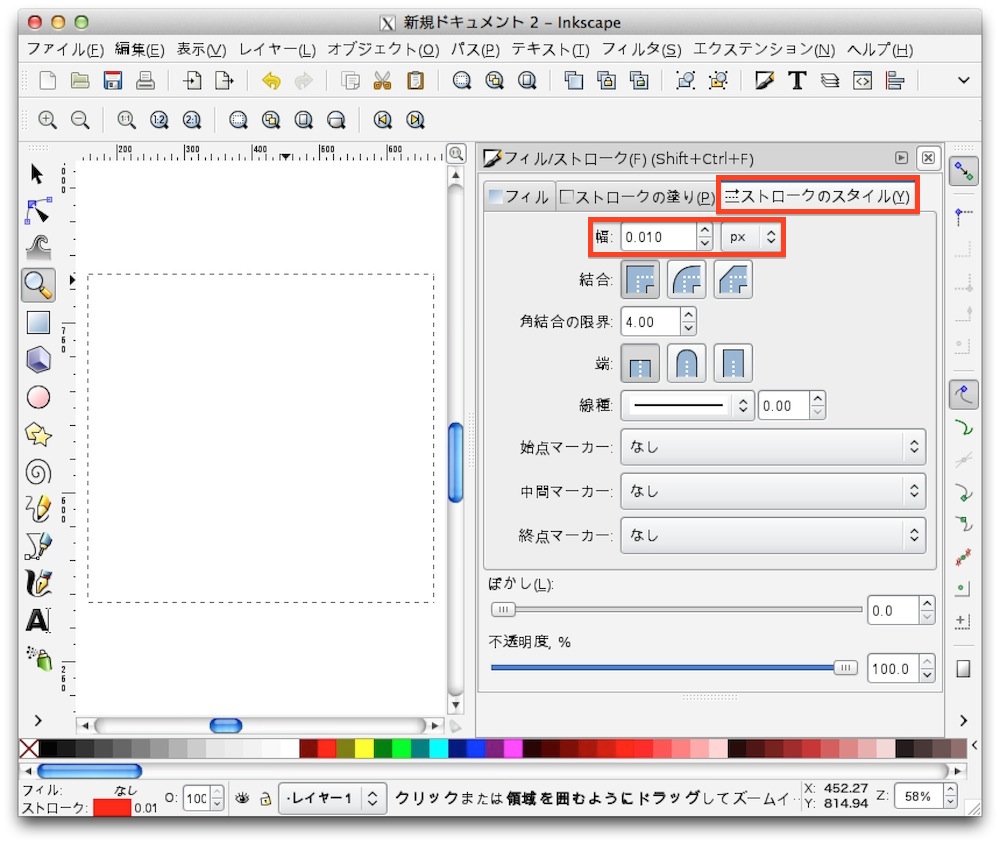 新規ドキュメント 2 – Inkscape
ファイル(F) 編集(E) 表示(V) レイヤー(L) オブジェクト(O) パス(P) テキスト(T) フィルタ(S) エクステンション(N) ヘルプ(H)
1:1 1:2 2:1
200 300 400 500 600
フィル/ストローク(F) (Shift+Ctrl+F)
フィル ストロークの塗り(P) ストロークのスタイル(Y)
幅: 0.010 px
結合:
角結合の限界: 4.00
端:
線種: 0.00
始点マーカー: なし
中間マーカー: なし
終点マーカー: なし
ぼかし(L):
0.0
不透明度, %
100.0
フィル: なし
ストローク: 0.01
O: 100
·レイヤー1
クリックまたは領域を囲むようにドラッグしてズームイ…
X: 452.27
Y: 814.94
Z: 58%